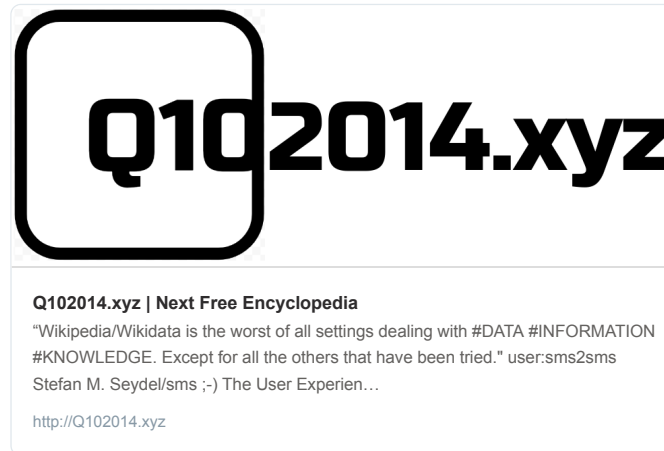 Q102014.xyz
Q102014.xyz | Next Free Encyclopedia
“Wikipedia/Wikidata is the worst of all settings dealing with #DATA #INFORMATION
#KNOWLEDGE. Except for all the others that have been tried." user:sms2sms
Stefan M. Seydel/sms ;-) The User Experien…
http://Q102014.xyz